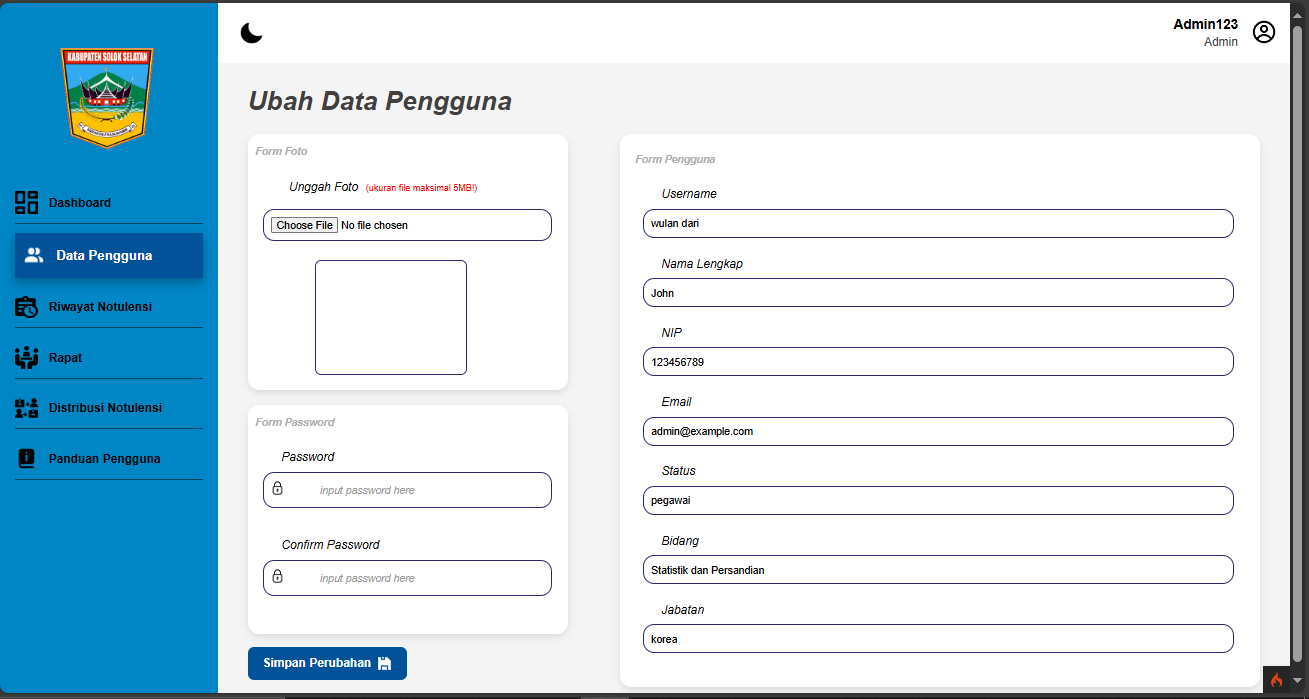 KABUPATEN SOLOK SELATAN
Dashboard
Data Pengguna
Riwayat Notulensi
Rapat
Distribusi Notulensi
Panduan Pengguna
Admin123
Admin
Ubah Data Pengguna
Form Foto
Unggah Foto (ukuran file maksimal 5MB!)
Choose File No file chosen
Form Password
Password
input password here
Confirm Password
input password here
Simpan Perubahan
Form Pengguna
Username
wulan dari
Nama Lengkap
John
NIP
123456789
Email
admin@example.com
Status
pegawai
Bidang
Statistik dan Persandian
Jabatan
korea